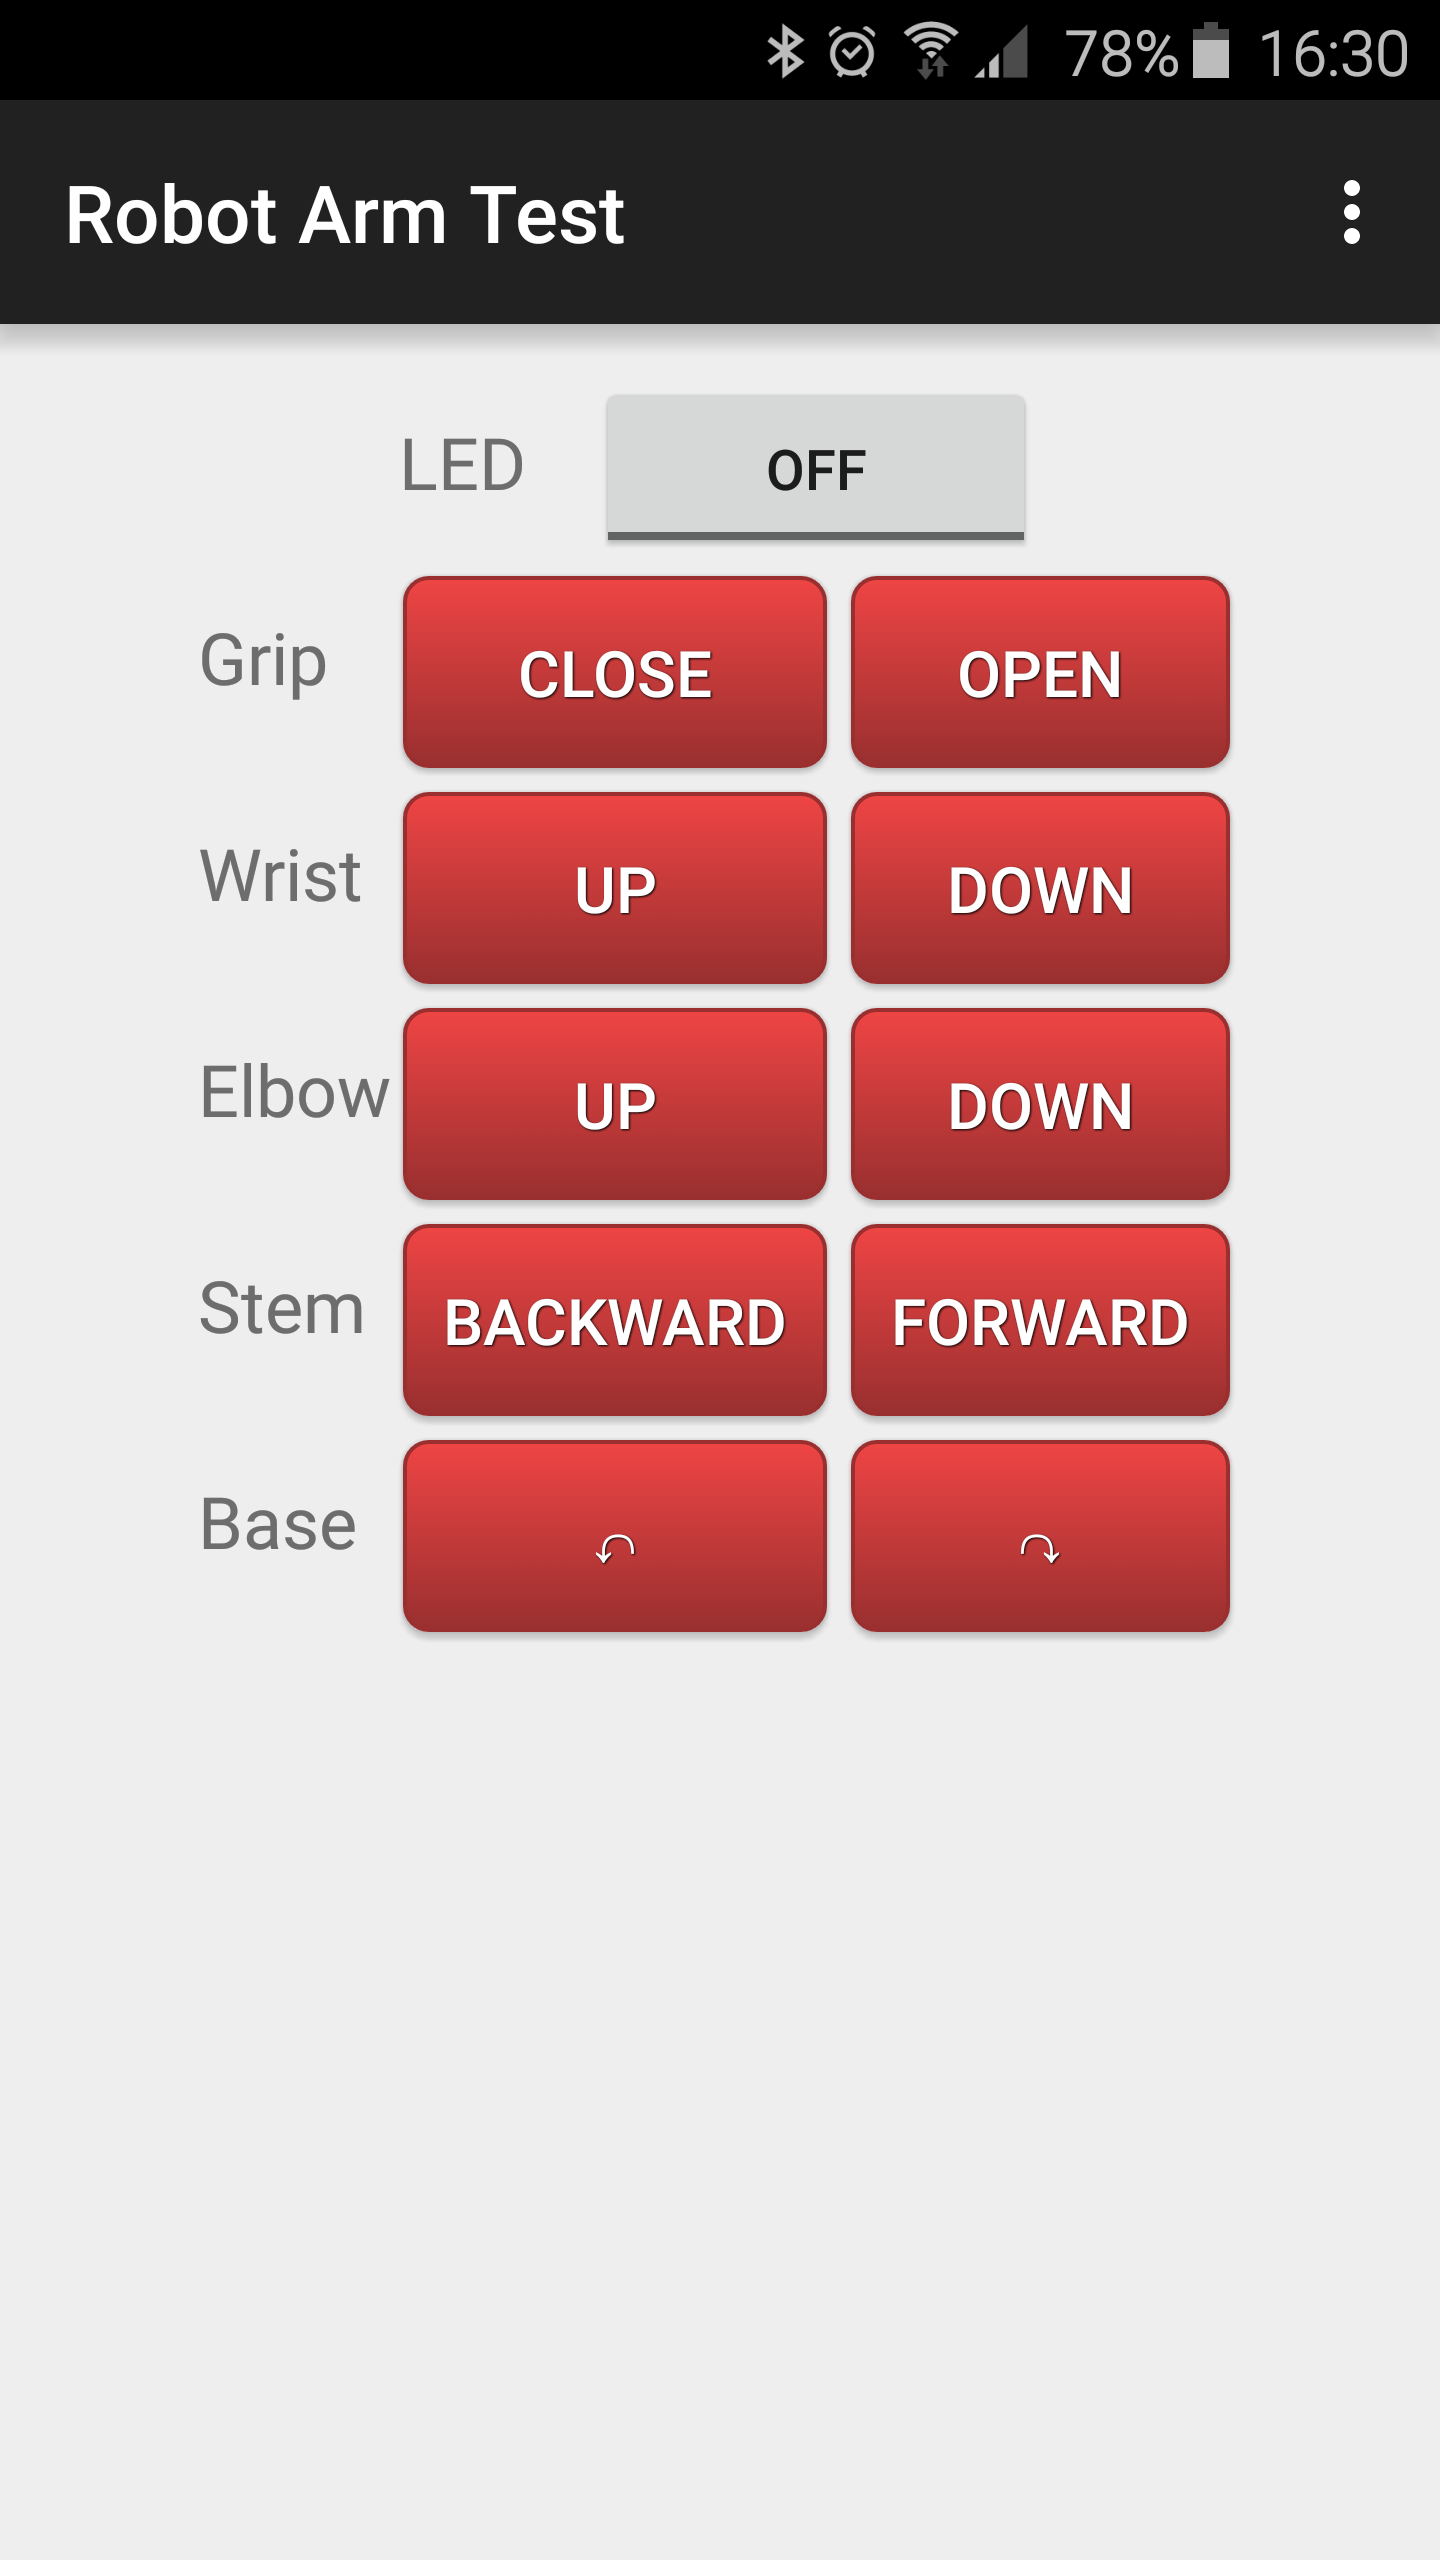 78% 16:30
Robot Arm Test
LED OFF
Grip CLOSE OPEN
Wrist UP DOWN
Elbow UP DOWN
Stem BACKWARD FORWARD
Base ⤺ ⤻